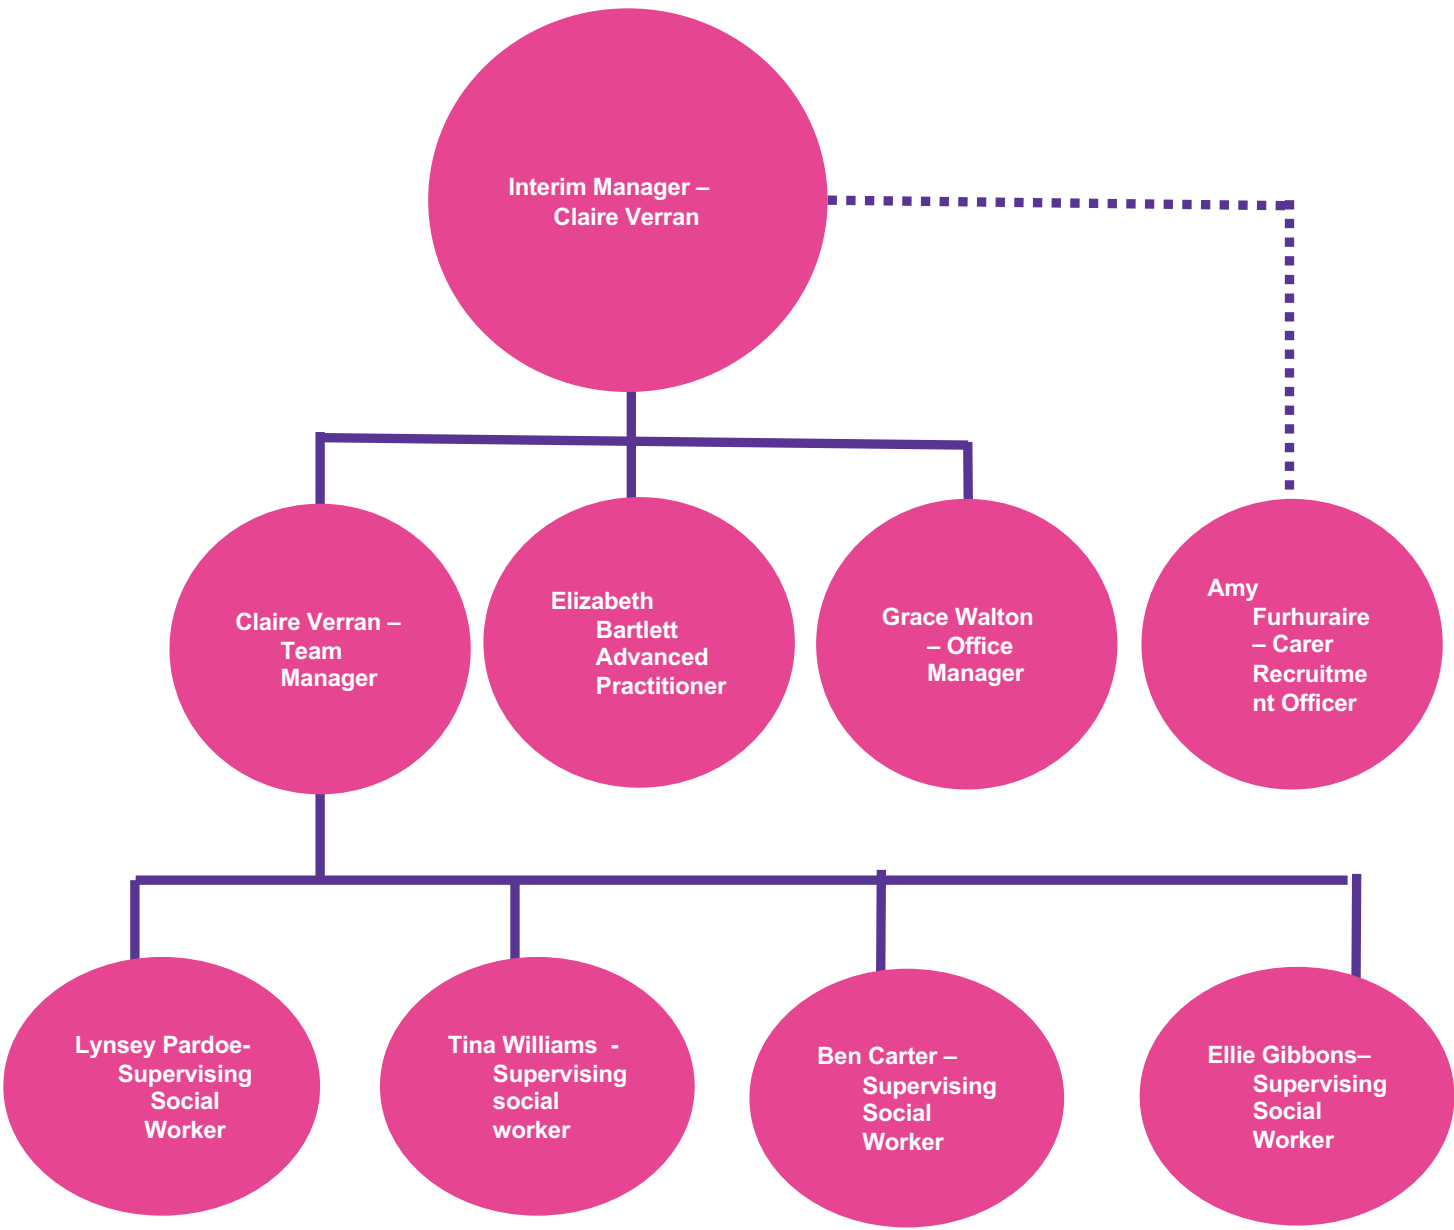 Interim Manager –
Claire Verran
Claire Verran –
Team
Manager
Elizabeth
Bartlett
Advanced
Practitioner
Grace Walton
– Office
Manager
Amy
Furhuraire
– Carer
Recruitme
nt Officer
Lynsey Pardoe-
Supervising
Social
Worker
Tina Williams  -
Supervising
social
worker
Ben Carter –
Supervising
Social
Worker
Ellie Gibbons–
Supervising
Social
Worker